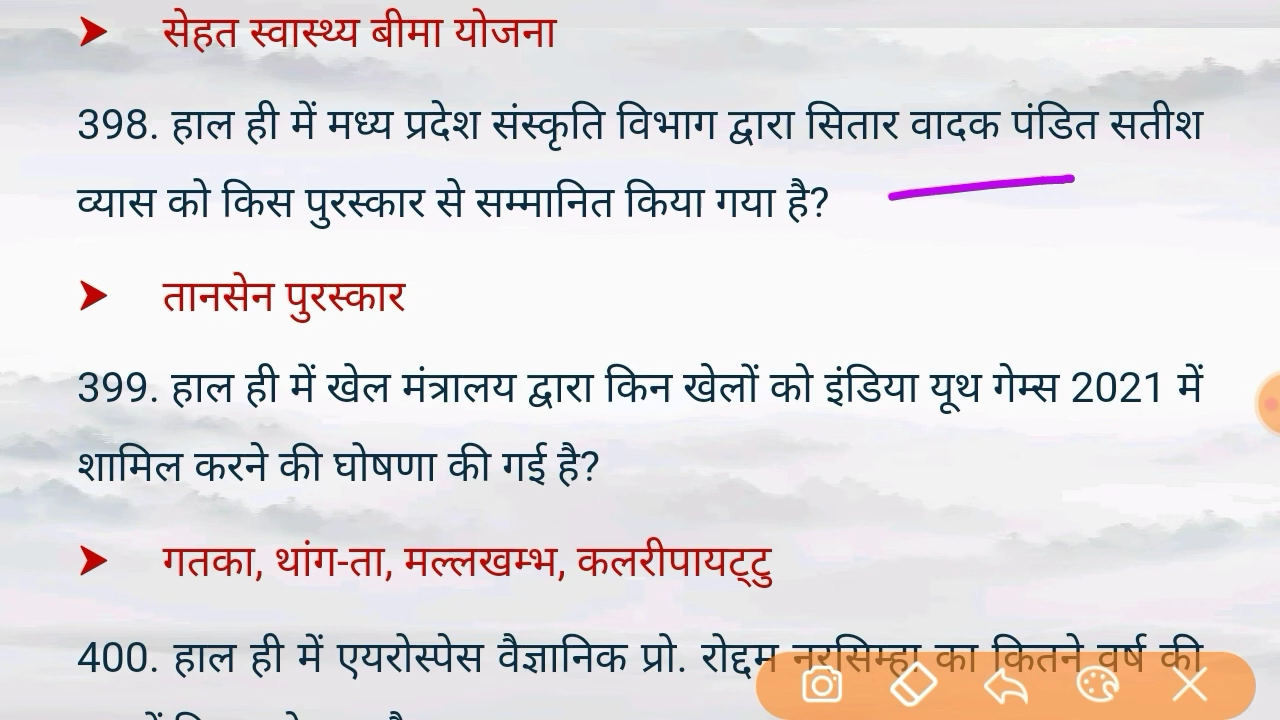 ➤ सेहत स्वास्थ्य बीमा योजना
398. हाल ही में मध्य प्रदेश संस्कृति विभाग द्वारा सितार वादक पंडित सतीश
व्यास को किस पुरस्कार से सम्मानित किया गया है?
➤ तानसेन पुरस्कार
399. हाल ही में खेल मंत्रालय द्वारा किन खेलों को इंडिया यूथ गेम्स 2021 में
शामिल करने की घोषणा की गई है?
➤ गतका, थांग-ता, मल्लखम्भ, कलरीपायट्टु
400. हाल ही में एयरोस्पेस वैज्ञानिक प्रो. रोद्दम नरसिम्हा का कितने वर्ष की